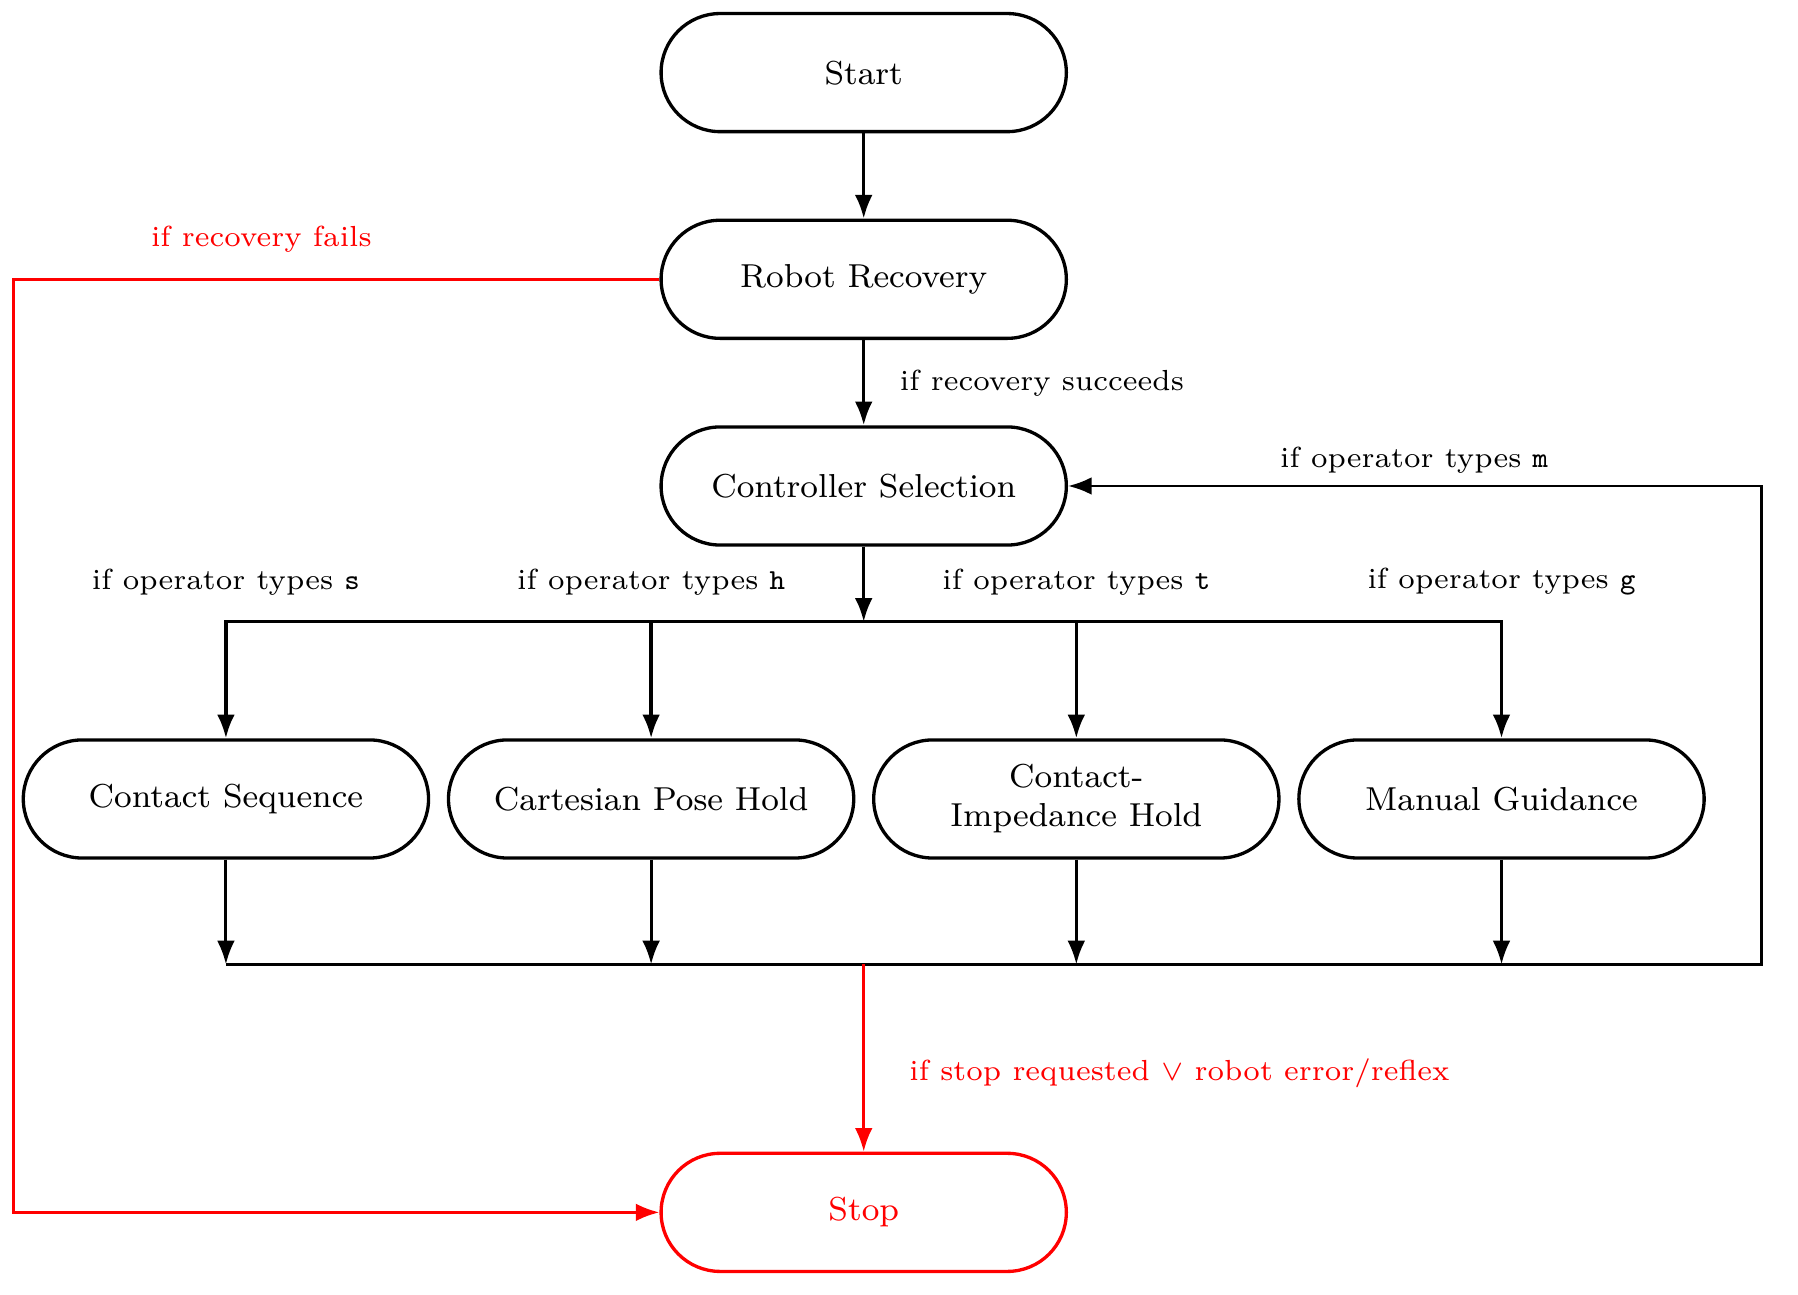 Start
if recovery fails
Robot Recovery
if recovery succeeds
if operator types m
Controller Selection
if operator types s
if operator types h
if operator types t
if operator types g
Contact Sequence
Cartesian Pose Hold
Contact-
Impedance Hold
Manual Guidance
if stop requested ∨ robot error/reflex
Stop